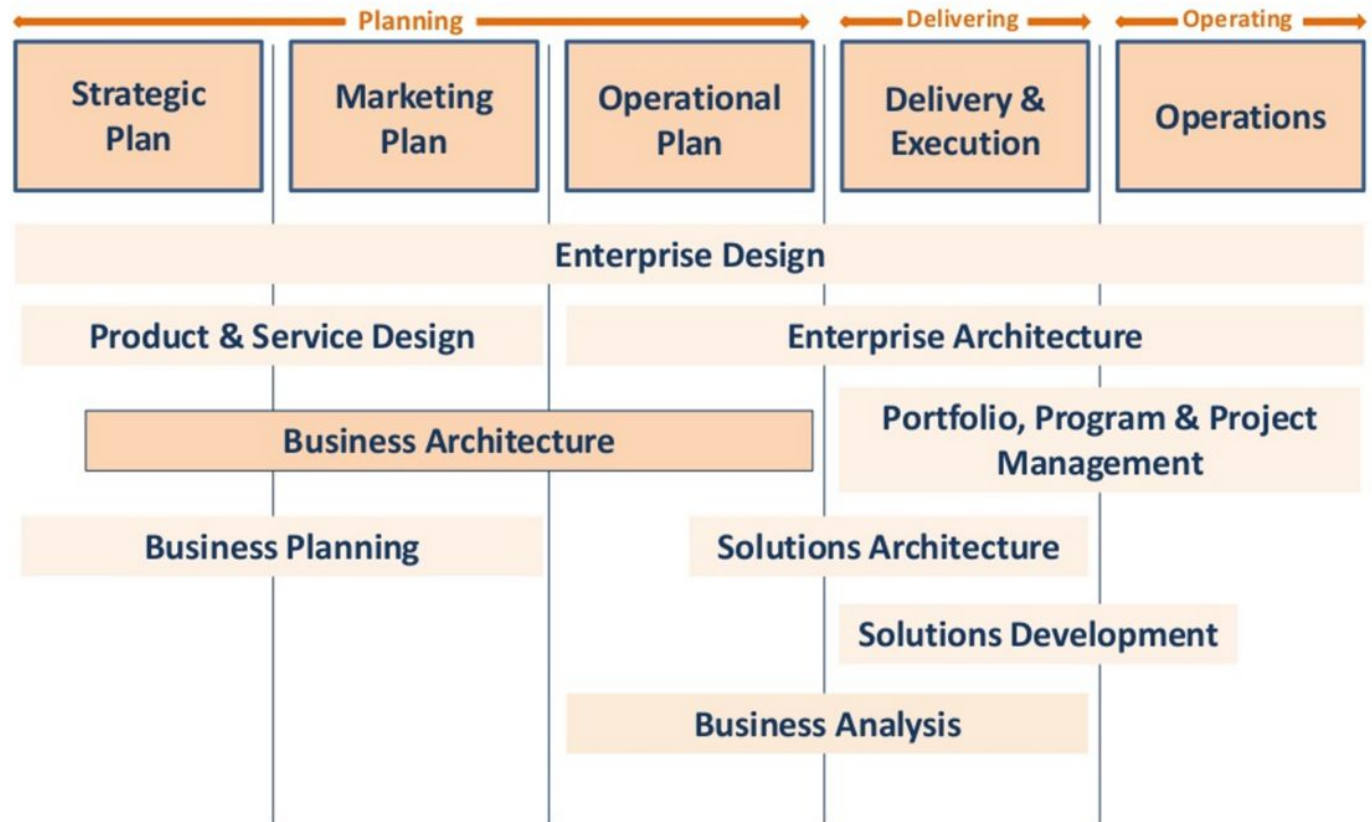 Planning
Delivering
Operating
Strategic
Plan
Marketing
Plan
Operational
Plan
Delivery &
Execution
Operations
Enterprise Design
Product & Service Design
Enterprise Architecture
Business Architecture
Portfolio, Program & Project
Management
Business Planning
Solutions Architecture
Solutions Development
Business Analysis